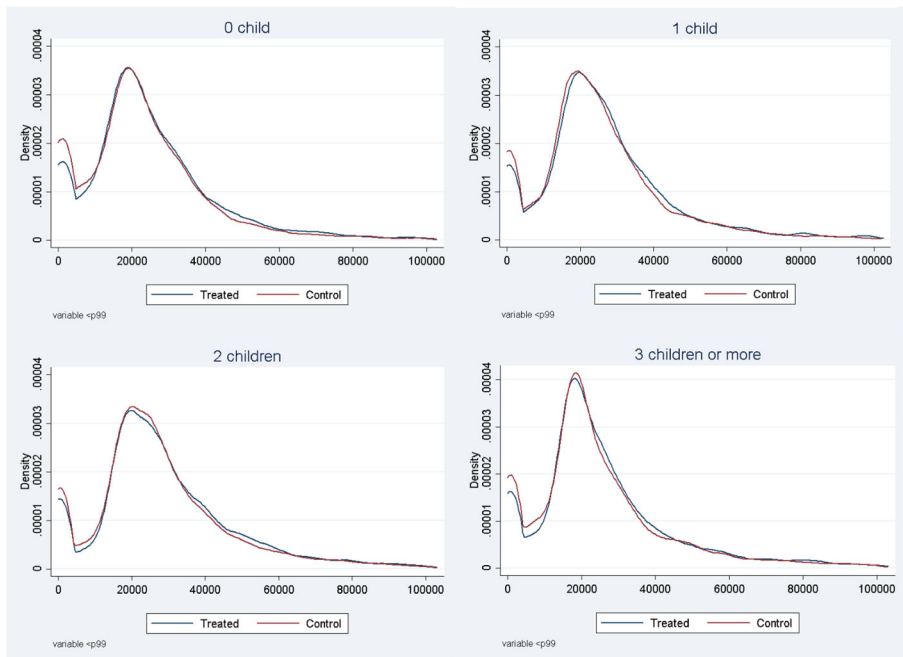 0 child
Density
.00004
.00003
.00002
.00001
0
0 20000 40000 60000 80000 100000
Treated Control
variable <p99
1 child
Density
.00004
.00003
.00002
.00001
0
0 20000 40000 60000 80000 100000
Treated Control
variable <p99
2 children
Density
.00004
.00003
.00002
.00001
0
0 20000 40000 60000 80000 100000
Treated Control
variable <p99
3 children or more
Density
.00004
.00003
.00002
.00001
0
0 20000 40000 60000 80000 100000
Treated Control
variable <p99